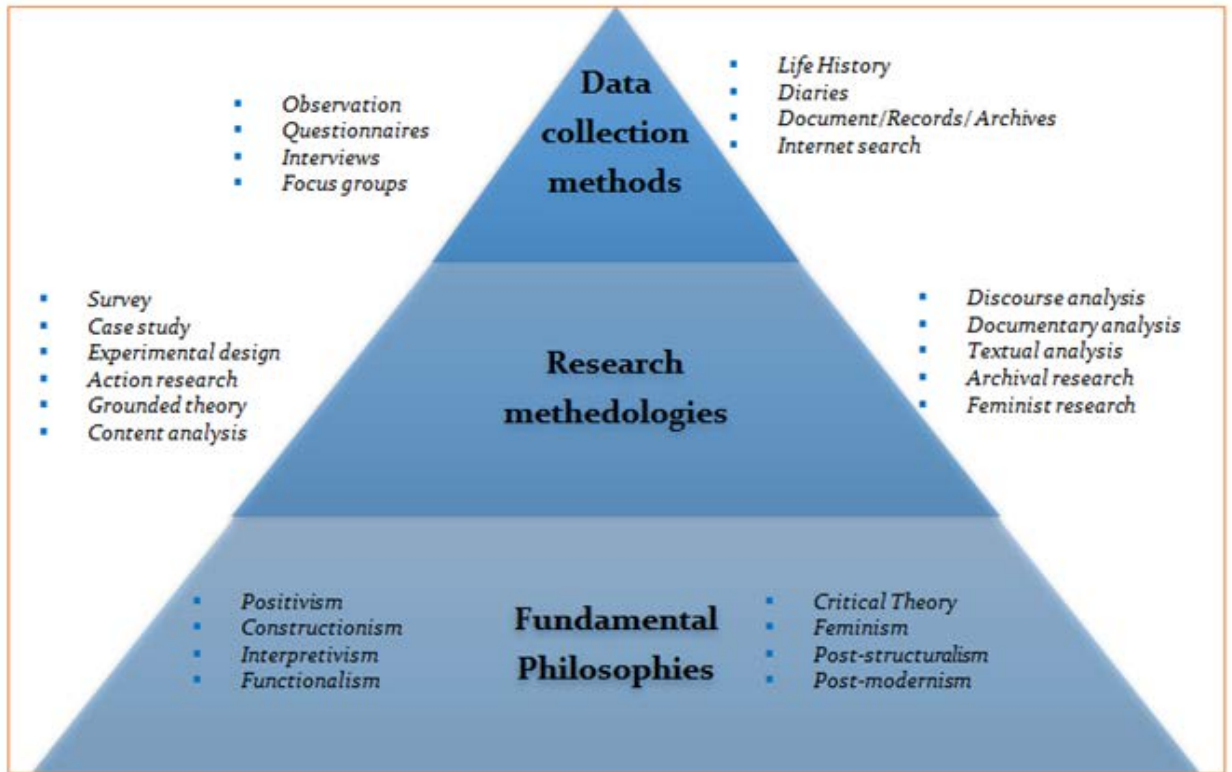 Data
collection
methods
Observation
Questionnaires
Interviews
Focus groups
Life History
Diaries
Document/Records/ Archives
Internet search
Research
methedologies
Survey
Case study
Experimental design
Action research
Grounded theory
Content analysis
Discourse analysis
Documentary analysis
Textual analysis
Archival research
Feminist research
Fundamental
Philosophies
Positivism
Constructionism
Interpretivism
Functionalism
Critical Theory
Feminism
Post-structuralism
Post-modernism